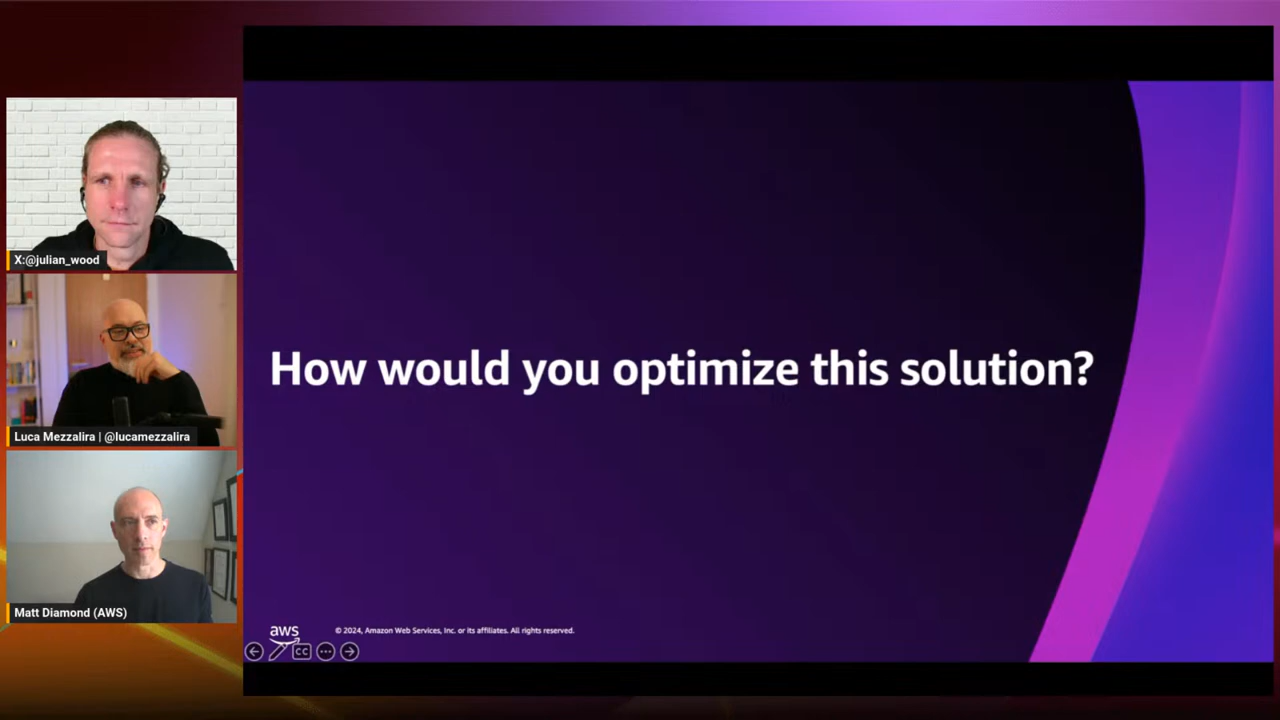 X:@julian_wood
Luca Mezzalira | @lucamezzalira
Matt Diamond (AWS)
How would you optimize this solution?
aws
© 2024, Amazon Web Services, Inc. or its affiliates. All rights reserved.
CC